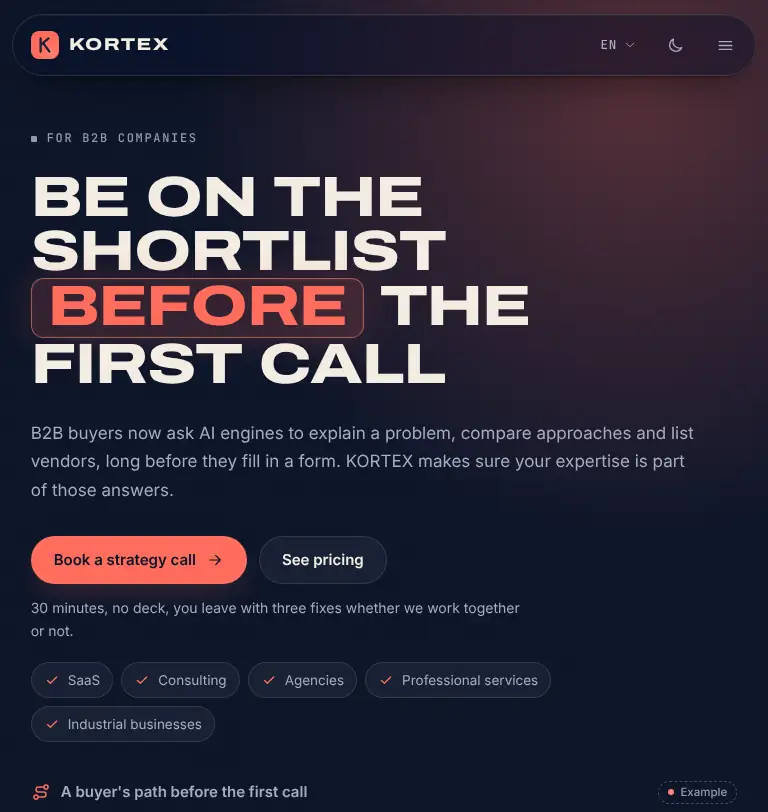 K KORTEX
EN
FOR B2B COMPANIES
BE ON THE
SHORTLIST
BEFORE THE
FIRST CALL
B2B buyers now ask AI engines to explain a problem, compare approaches and list
vendors, long before they fill in a form. KORTEX makes sure your expertise is part
of those answers.
Book a strategy call → See pricing
30 minutes, no deck, you leave with three fixes whether we work together
or not.
SaaS Consulting Agencies Professional services
Industrial businesses
A buyer's path before the first call Example